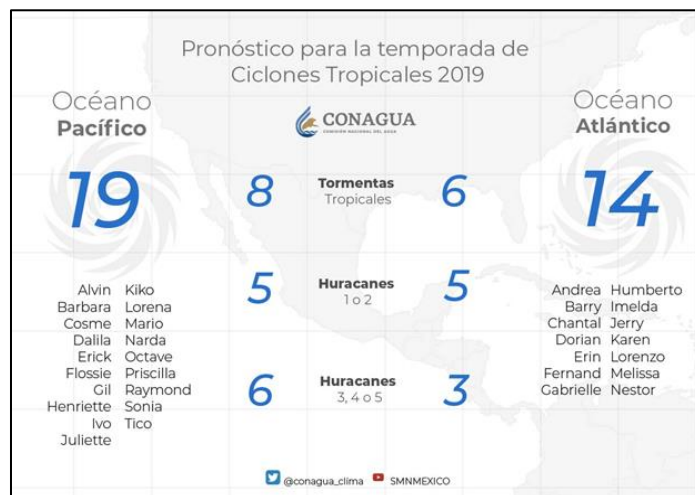 Pronóstico para la temporada de
Ciclones Tropicales 2019
Océano
Pacífico
19
CONAGUA
COMISIÓN NACIONAL DEL AGUA
Océano
Atlántico
14
8 Tormentas 6
Tropicales
5 Huracanes 5
1 o 2
6 Huracanes 3
3, 4 o 5
Alvin Kiko
Barbara Lorena
Cosme Mario
Dalila Narda
Erick Octave
Flossie Priscilla
Gil Raymond
Henriette Sonia
Ivo Tico
Juliette
Andrea Humberto
Barry Imelda
Chantal Jerry
Dorian Karen
Erin Lorenzo
Fernand Melissa
Gabrielle Nestor
@conagua_clima SMNMEXICO